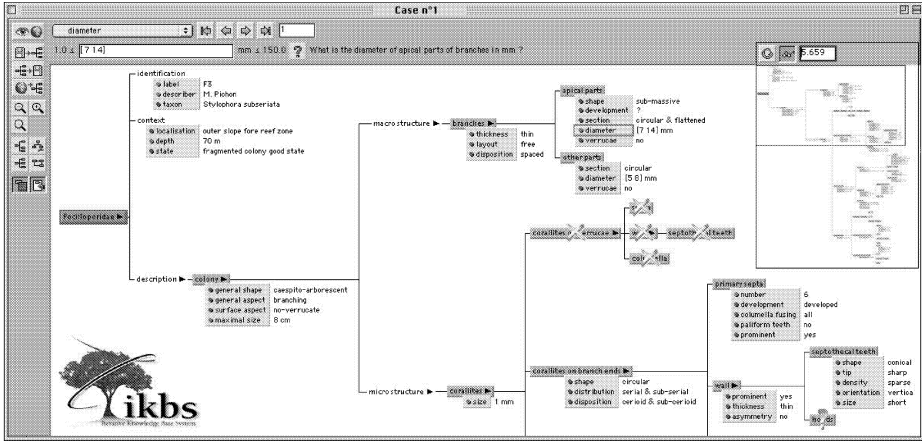 Case n°1
diameter
1
1.0 ≤ [7 14] mm ≤ 150.0 ? What is the diameter of apical parts of branches in mm ?
5.659
identification
label F3
describer M. Pichon
taxon Stylophora subseriata
context
localisation outer slope fore reef zone
depth 70 m
state fragmented colony good state
Pocilloporidae
description
colony
general shape caespito-arborescent
general aspect branching
surface aspect no-verrucate
maximal size 8 cm
macrostructure
branches
thickness thin
layout free
disposition spaced
apical parts
shape sub-massive
development ?
section circular & flattened
diameter [7 14] mm
verrucae no
other parts
section circular
diameter [5 8] mm
verrucae no
corallites
septothecal teeth
microstructure
corallites
size 1 mm
corallites on branch ends
shape circular
distribution serial & sub-serial
disposition cerioid & sub-cerioid
primary septa
number 6
development developed
columella fusing all
paliform teeth no
prominent yes
wall
prominent yes
thickness thin
asymmetry no
septothecal teeth
shape conical
tip sharp
density sparse
orientation vertica
size short
ikbs
Iterative Knowledge Base System